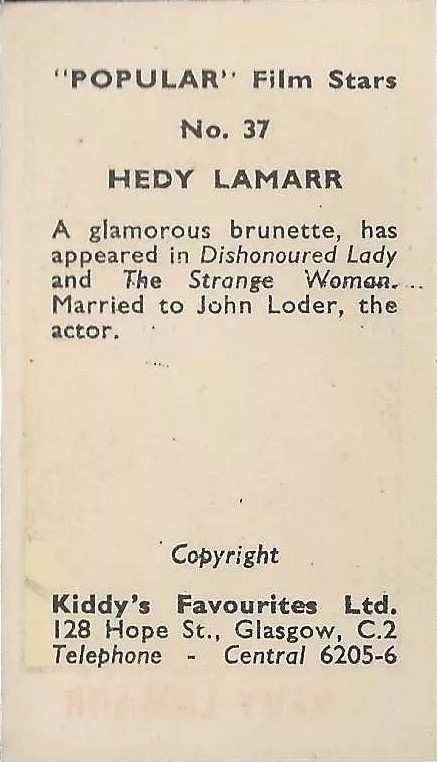 "POPULAR" Film Stars
No. 37
HEDY LAMARR
A glamorous brunette, has
appeared in Dishonoured Lady
and The Strange Woman.
Married to John Loder, the
actor.
Copyright
Kiddy's Favourites Ltd.
128 Hope St., Glasgow, C.2
Telephone - Central 6205-6